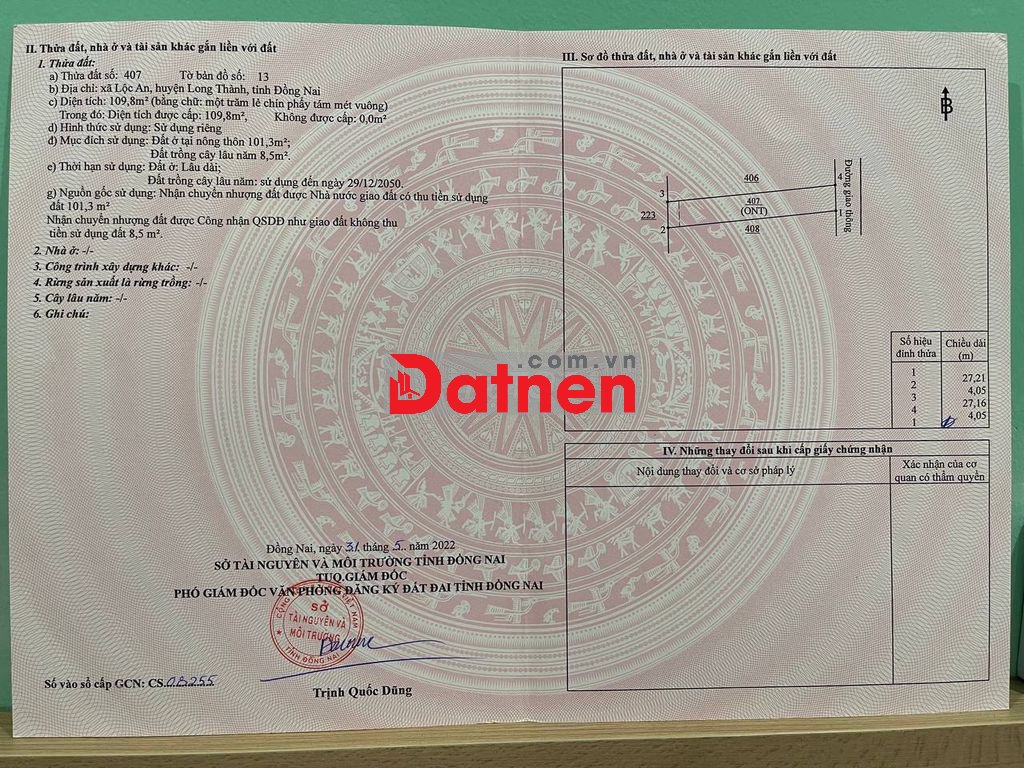 II. Thửa đất, nhà ở và tài sản khác gắn liền với đất
1. Thửa đất:
a) Thửa đất số: 407 Tờ bản đồ số: 13
b) Địa chỉ: xã Lộc An, huyện Long Thành, tỉnh Đồng Nai
c) Diện tích: 109,8m² (bằng chữ: một trăm lẻ chín phẩy tám mét vuông)
Trong đó: Diện tích được cấp: 109,8m², Không được cấp: 0,0m²
d) Hình thức sử dụng: Sử dụng riêng
đ) Mục đích sử dụng: Đất ở tại nông thôn 101,3m²;
Đất trồng cây lâu năm 8,5m².
e) Thời hạn sử dụng: Đất ở: Lâu dài;
Đất trồng cây lâu năm: sử dụng đến ngày 29/12/2050.
g) Nguồn gốc sử dụng: Nhận chuyển nhượng đất được Nhà nước giao đất có thu tiền sử dụng
đất 101,3 m²
Nhận chuyển nhượng đất được Công nhận QSDĐ như giao đất không thu
tiền sử dụng đất 8,5 m².
2. Nhà ở: -/-
3. Công trình xây dựng khác: -/-
4. Rừng sản xuất là rừng trồng: -/-
5. Cây lâu năm: -/-
6. Ghi chú:
Đồng Nai, ngày 31 tháng 5 năm 2022
SỞ TÀI NGUYÊN VÀ MÔI TRƯỜNG TỈNH ĐỒNG NAI
TUQ.GIÁM ĐỐC
PHÓ GIÁM ĐỐC VĂN PHÒNG ĐĂNG KÝ ĐẤT ĐAI TỈNH ĐỒNG NAI
SỞ
TÀI NGUYÊN VÀ
MÔI TRƯỜNG
TỈNH ĐỒNG NAI
Trịnh Quốc Dũng
Số vào sổ cấp GCN: CS.08255
III. Sơ đồ thửa đất, nhà ở và tài sản khác gắn liền với đất
B
406
3
4
Đường giao thông
223
407
(ONT)
1
2
408
Số hiệu đỉnh thửa
Chiều dài (m)
1
27,21
2
4,05
3
27,16
4
4,05
1
IV. Những thay đổi sau khi cấp giấy chứng nhận
Nội dung thay đổi và cơ sở pháp lý
Xác nhận của cơ
quan có thẩm quyền
.com.vn
Datnen